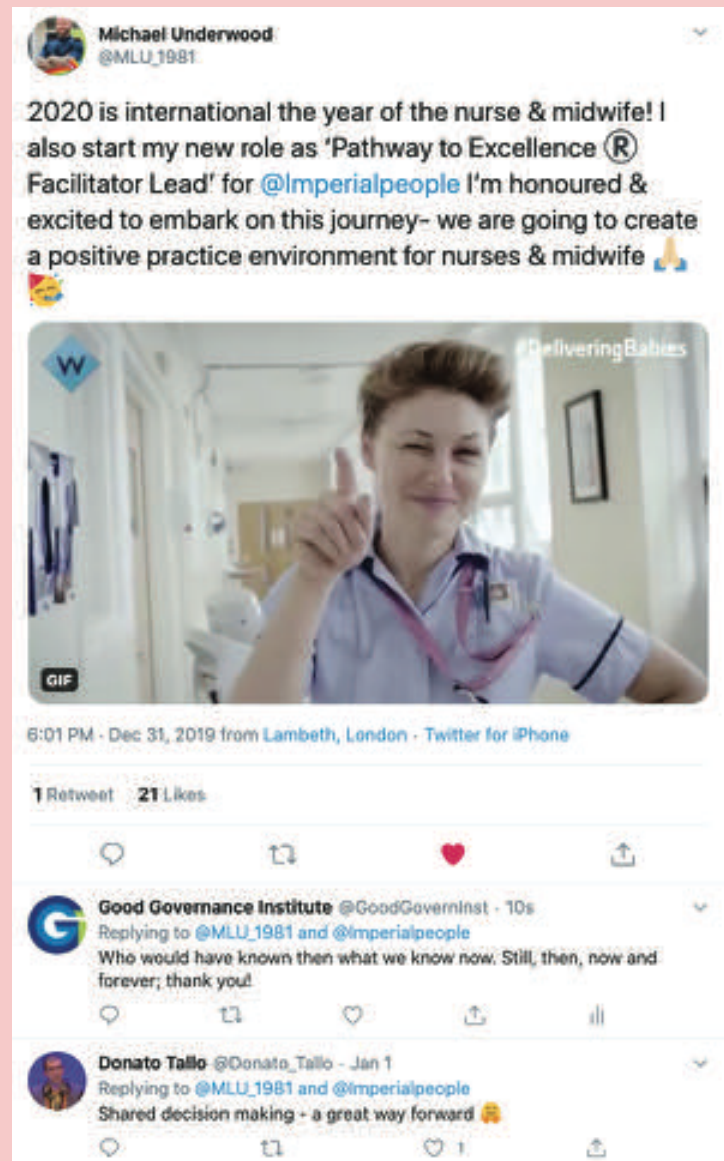 Michael Underwood
@MLU_1981
2020 is international the year of the nurse & midwife! I
also start my new role as ‘Pathway to Excellence ®
Facilitator Lead’ for @Imperialpeople I’m honoured &
excited to embark on this journey- we are going to create
a positive practice environment for nurses & midwife 🙏🏼
🥳
W
#DeliveringBabies
GIF
6:01 PM · Dec 31, 2019 from Lambeth, London · Twitter for iPhone
1 Retweet 21 Likes
G
Good Governance Institute @GoodGovernInst · 10s
Replying to @MLU_1981 and @Imperialpeople
Who would have known then what we know now. Still, then, now and
forever; thank you!
Donato Tallo @Donato_Tallo · Jan 1
Replying to @MLU_1981 and @Imperialpeople
Shared decision making - a great way forward 🤗
1